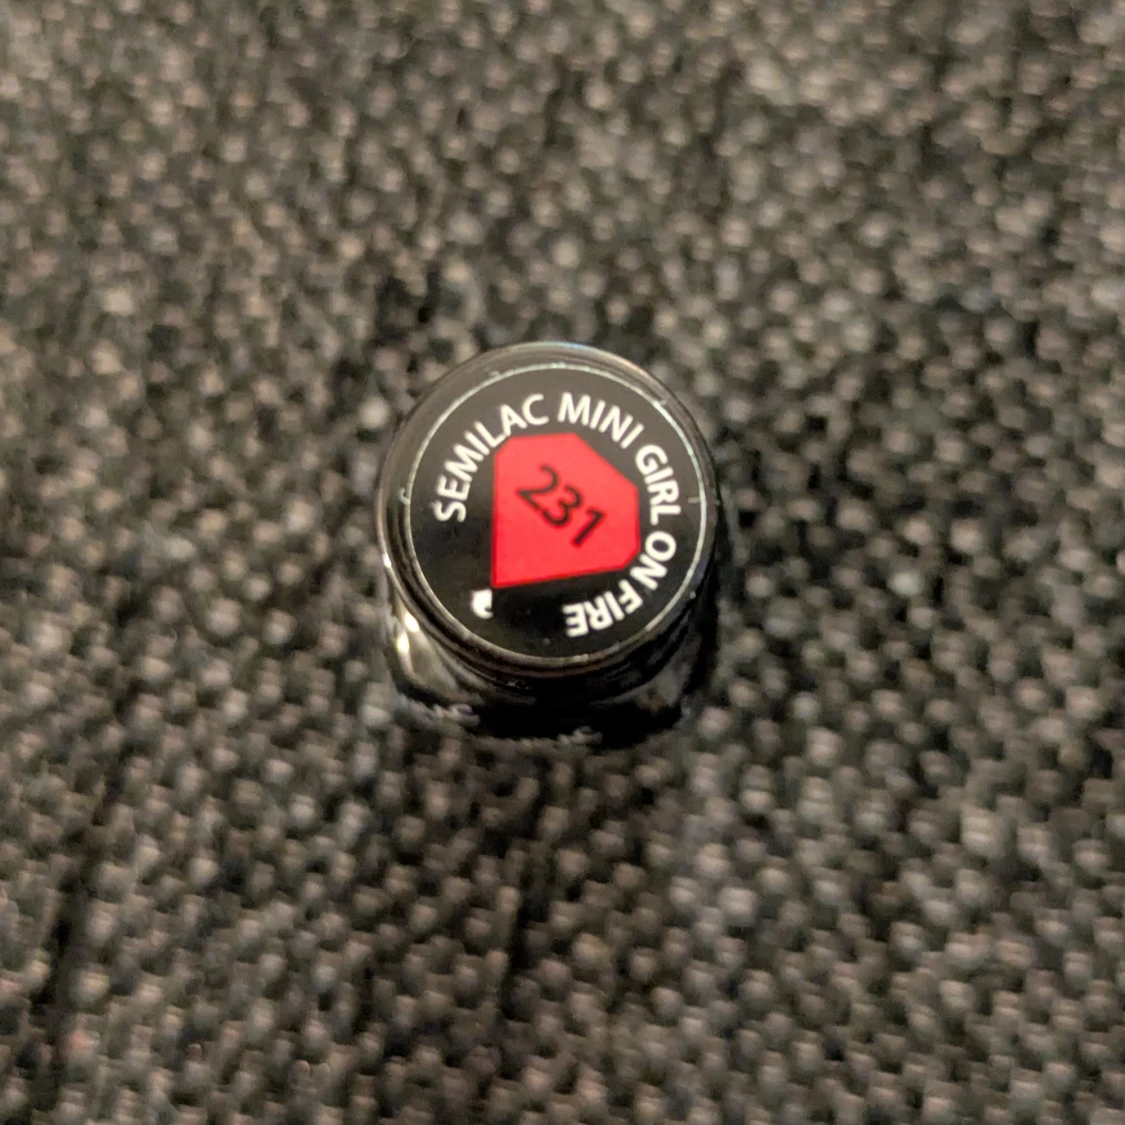 SEMILAC MINI GIRL ON FIRE
231